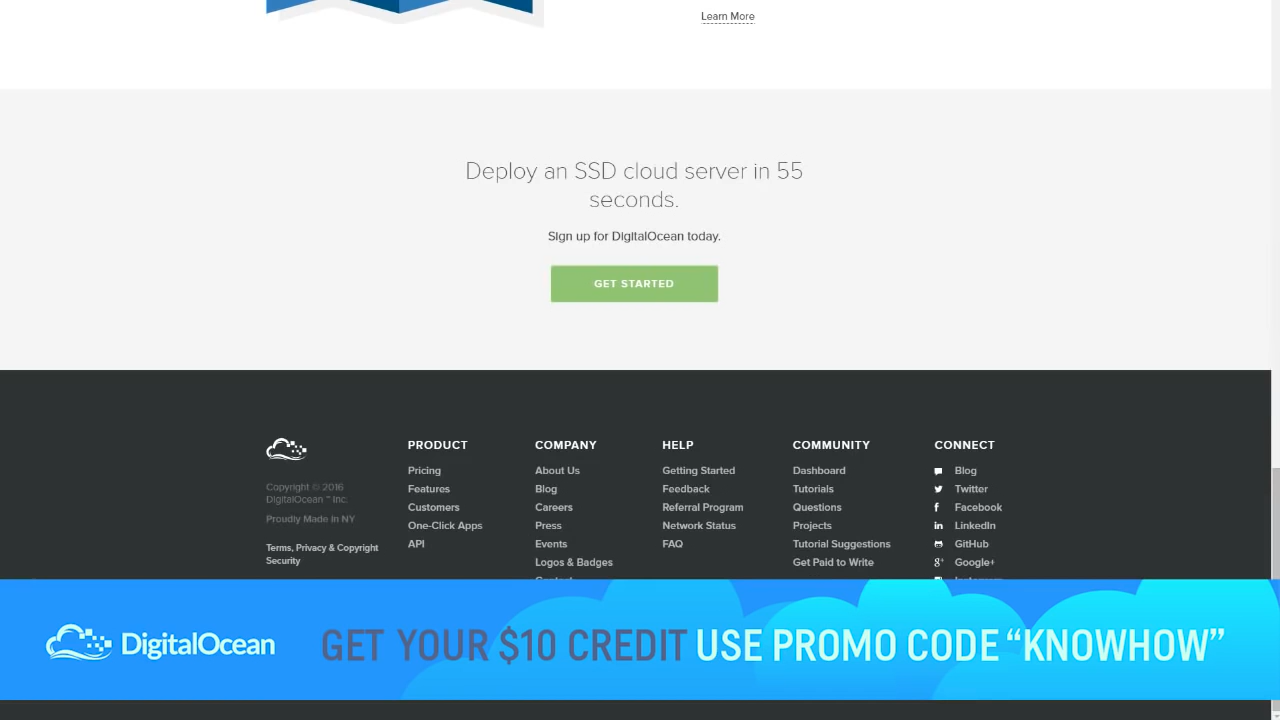 Learn More
Deploy an SSD cloud server in 55
seconds.
Sign up for DigitalOcean today.
GET STARTED
Copyright © 2016
DigitalOcean ™ Inc.
Proudly Made in NY
Terms, Privacy & Copyright
Security
PRODUCT
Pricing
Features
Customers
One-Click Apps
API
COMPANY
About Us
Blog
Careers
Press
Events
Logos & Badges
HELP
Getting Started
Feedback
Referral Program
Network Status
FAQ
COMMUNITY
Dashboard
Tutorials
Questions
Projects
Tutorial Suggestions
Get Paid to Write
CONNECT
Blog
Twitter
Facebook
LinkedIn
GitHub
Google+
DigitalOcean
GET YOUR $10 CREDIT USE PROMO CODE “KNOWHOW”